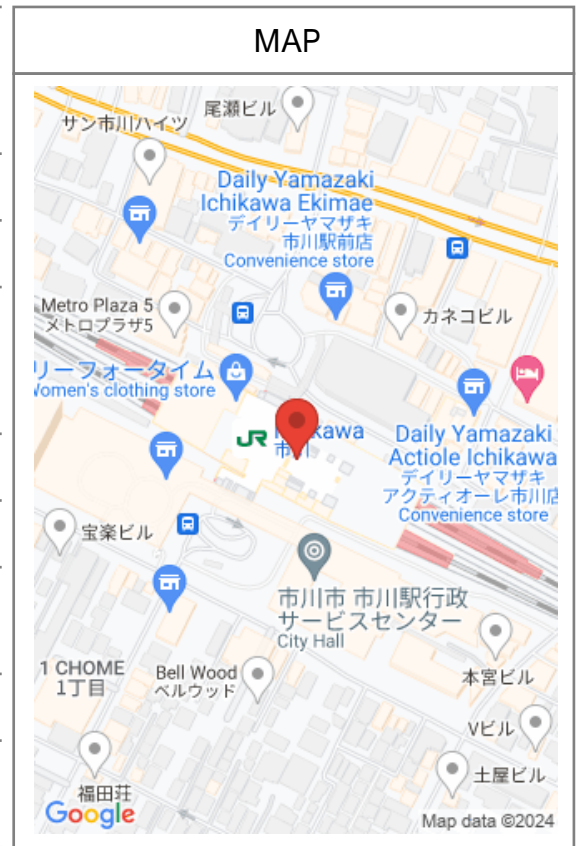 MAP
尾瀬ビル
サン市川ハイツ
Daily Yamazaki
Ichikawa Ekimae
デイリーヤマザキ
市川駅前店
Convenience store
Metro Plaza 5
メトロプラザ5
カネコビル
リーフォータイム
Women's clothing store
JR
kawa
市川
Daily Yamazaki
Actiole Ichikawa
デイリーヤマザキ
アクティオーレ市川店
Convenience store
宝楽ビル
市川市 市川駅行政
サービスセンター
City Hall
1 CHOME
1丁目
Bell Wood
ベルウッド
本宮ビル
Vビル
土屋ビル
福田荘
Google
Map data ©2024